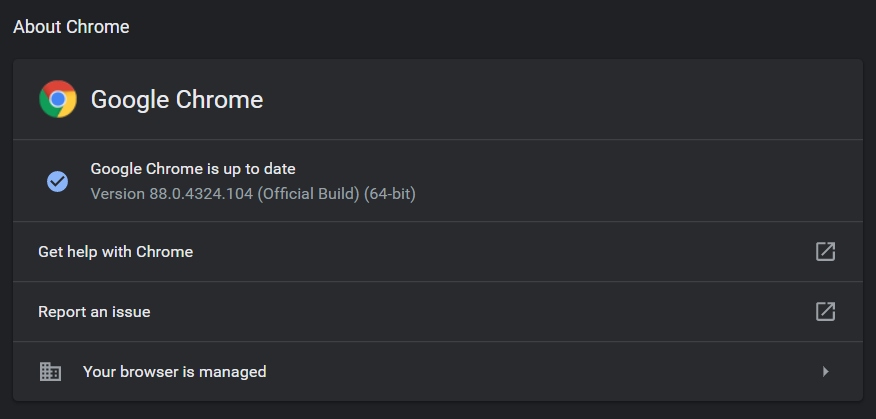 About Chrome
Google Chrome
Google Chrome is up to date
Version 88.0.4324.104 (Official Build) (64-bit)
Get help with Chrome
Report an issue
Your browser is managed